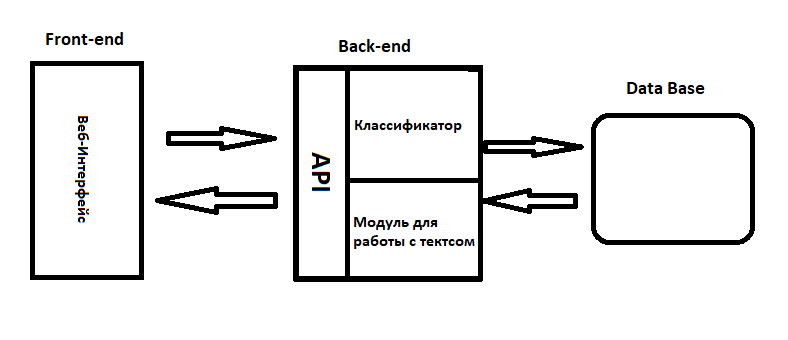 Front-end
Веб-Интерфейс
Back-end
API
Классификатор
Модуль для
работы с тектсом
Data Base